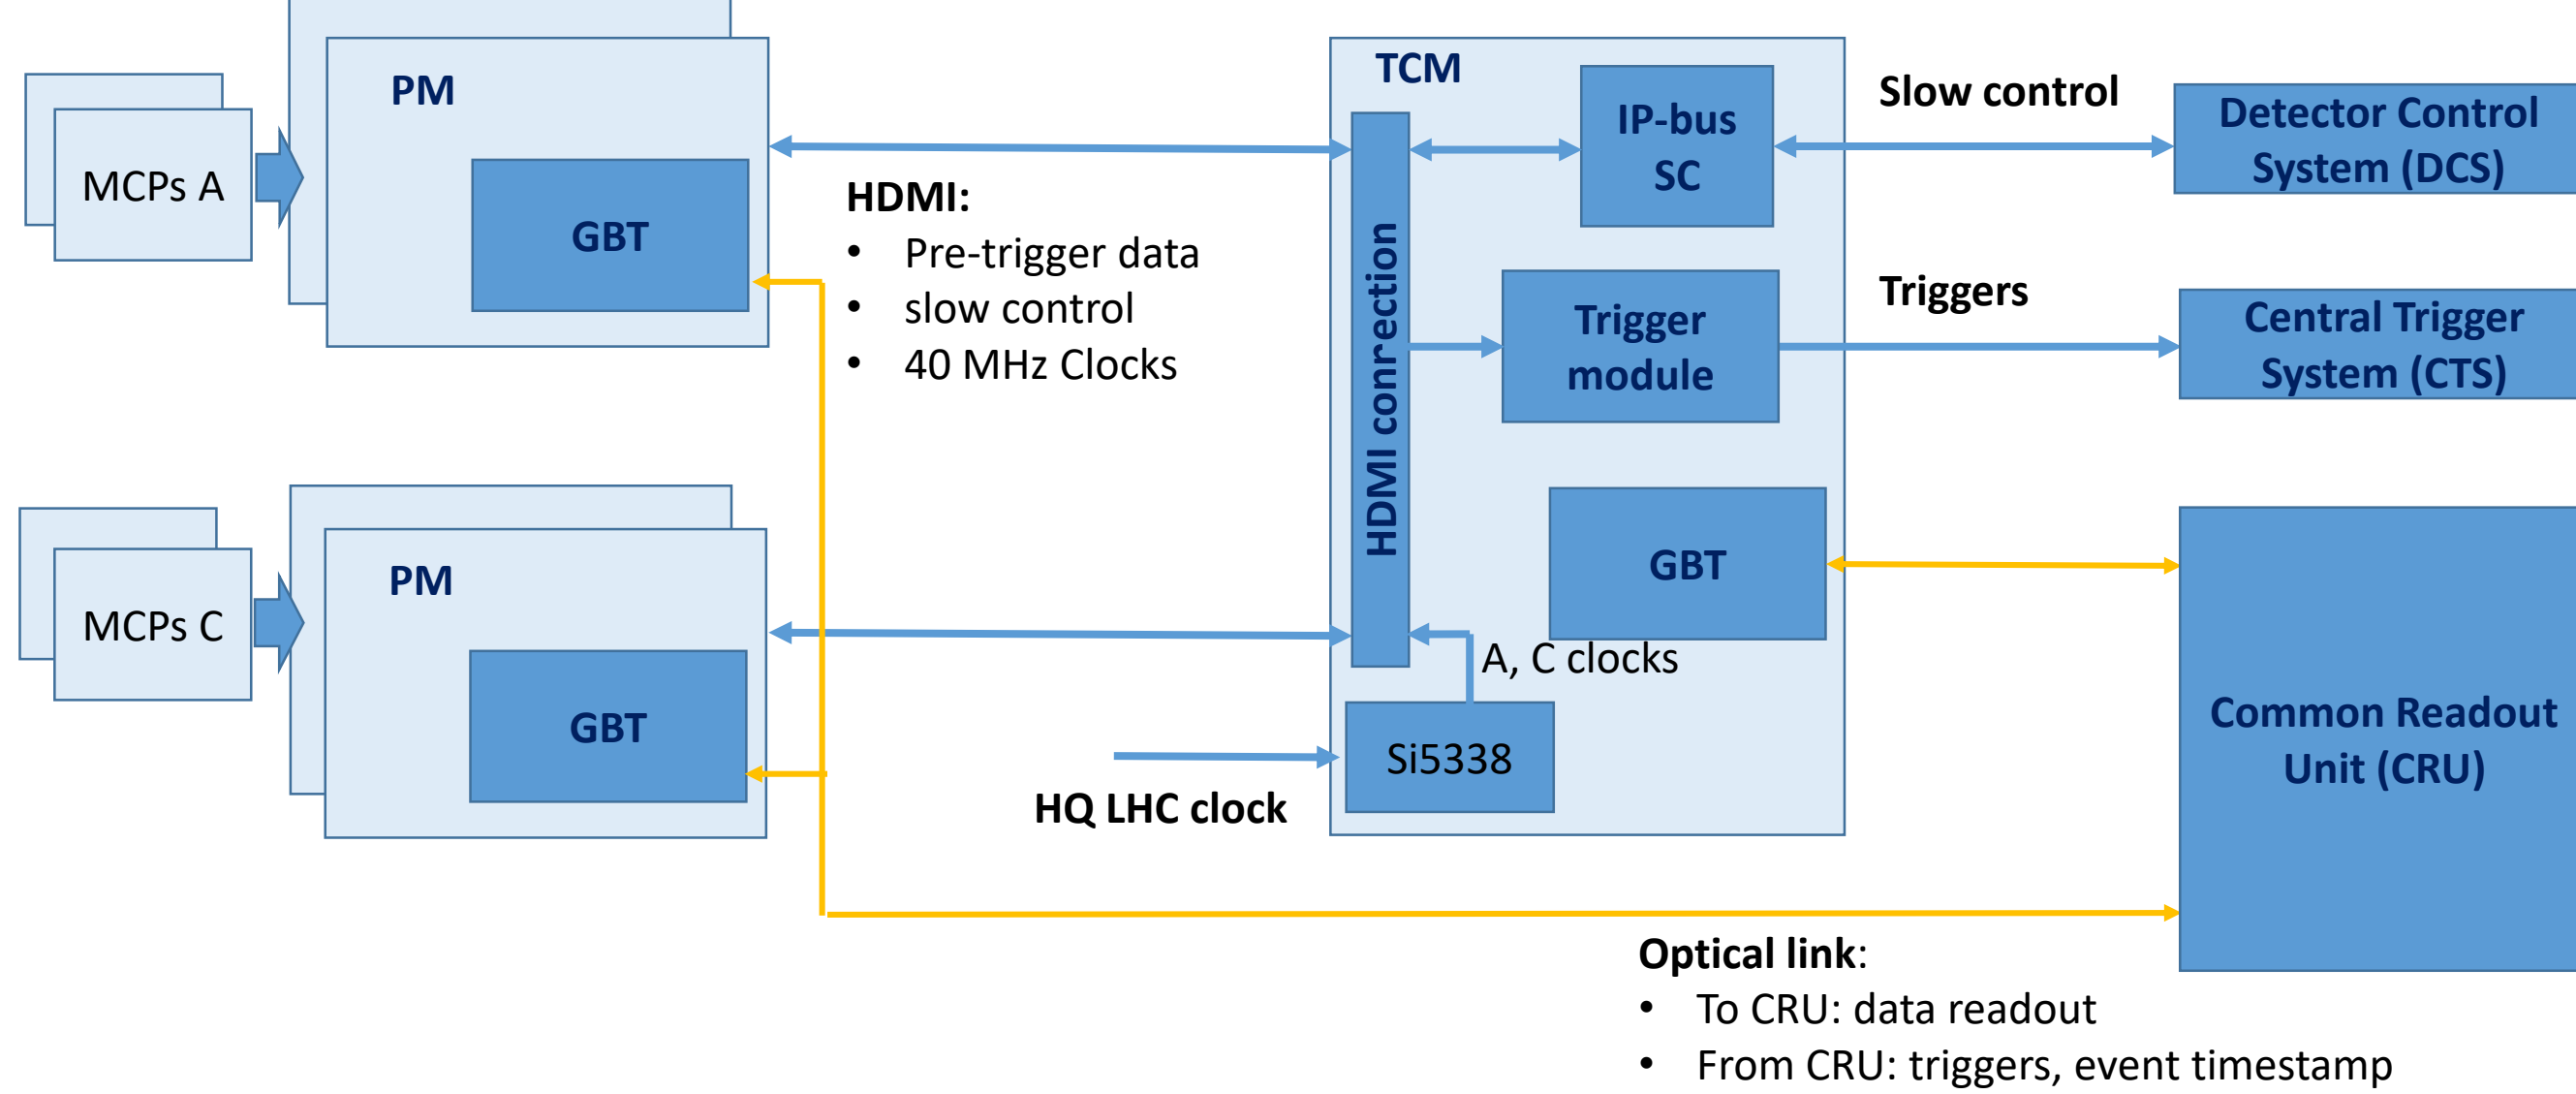 PM
MCPs A
GBT
HDMI:
• Pre-trigger data
• slow control
• 40 MHz Clocks
TCM
IP-bus
SC
HDMI conrection
Trigger
module
GBT
A, C clocks
Si5338
HQ LHC clock
Slow control
Triggers
Detector Control
System (DCS)
Central Trigger
System (CTS)
Common Readout
Unit (CRU)
PM
MCPs C
GBT
Optical link:
• To CRU: data readout
• From CRU: triggers, event timestamp